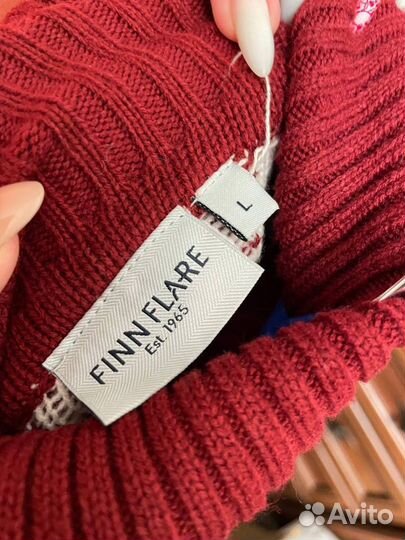 L
FINN FLARE
Est. 1965
Avito